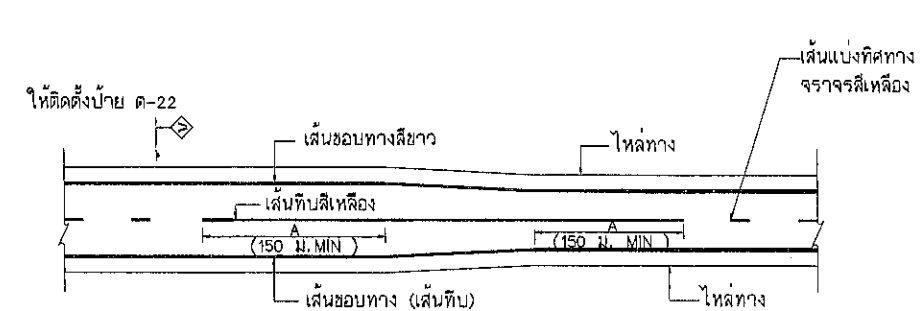 เส้นแบ่งทิศทาง
จราจรสีเหลือง
ให้ติดตั้งป้าย ต-22
เส้นขอบทางสีขาว
ไหล่ทาง
เส้นทึบสีเหลือง
A
(150 ม. MIN )
A
(150 ม. MIN )
เส้นขอบทาง (เส้นทึบ)
ไหล่ทาง